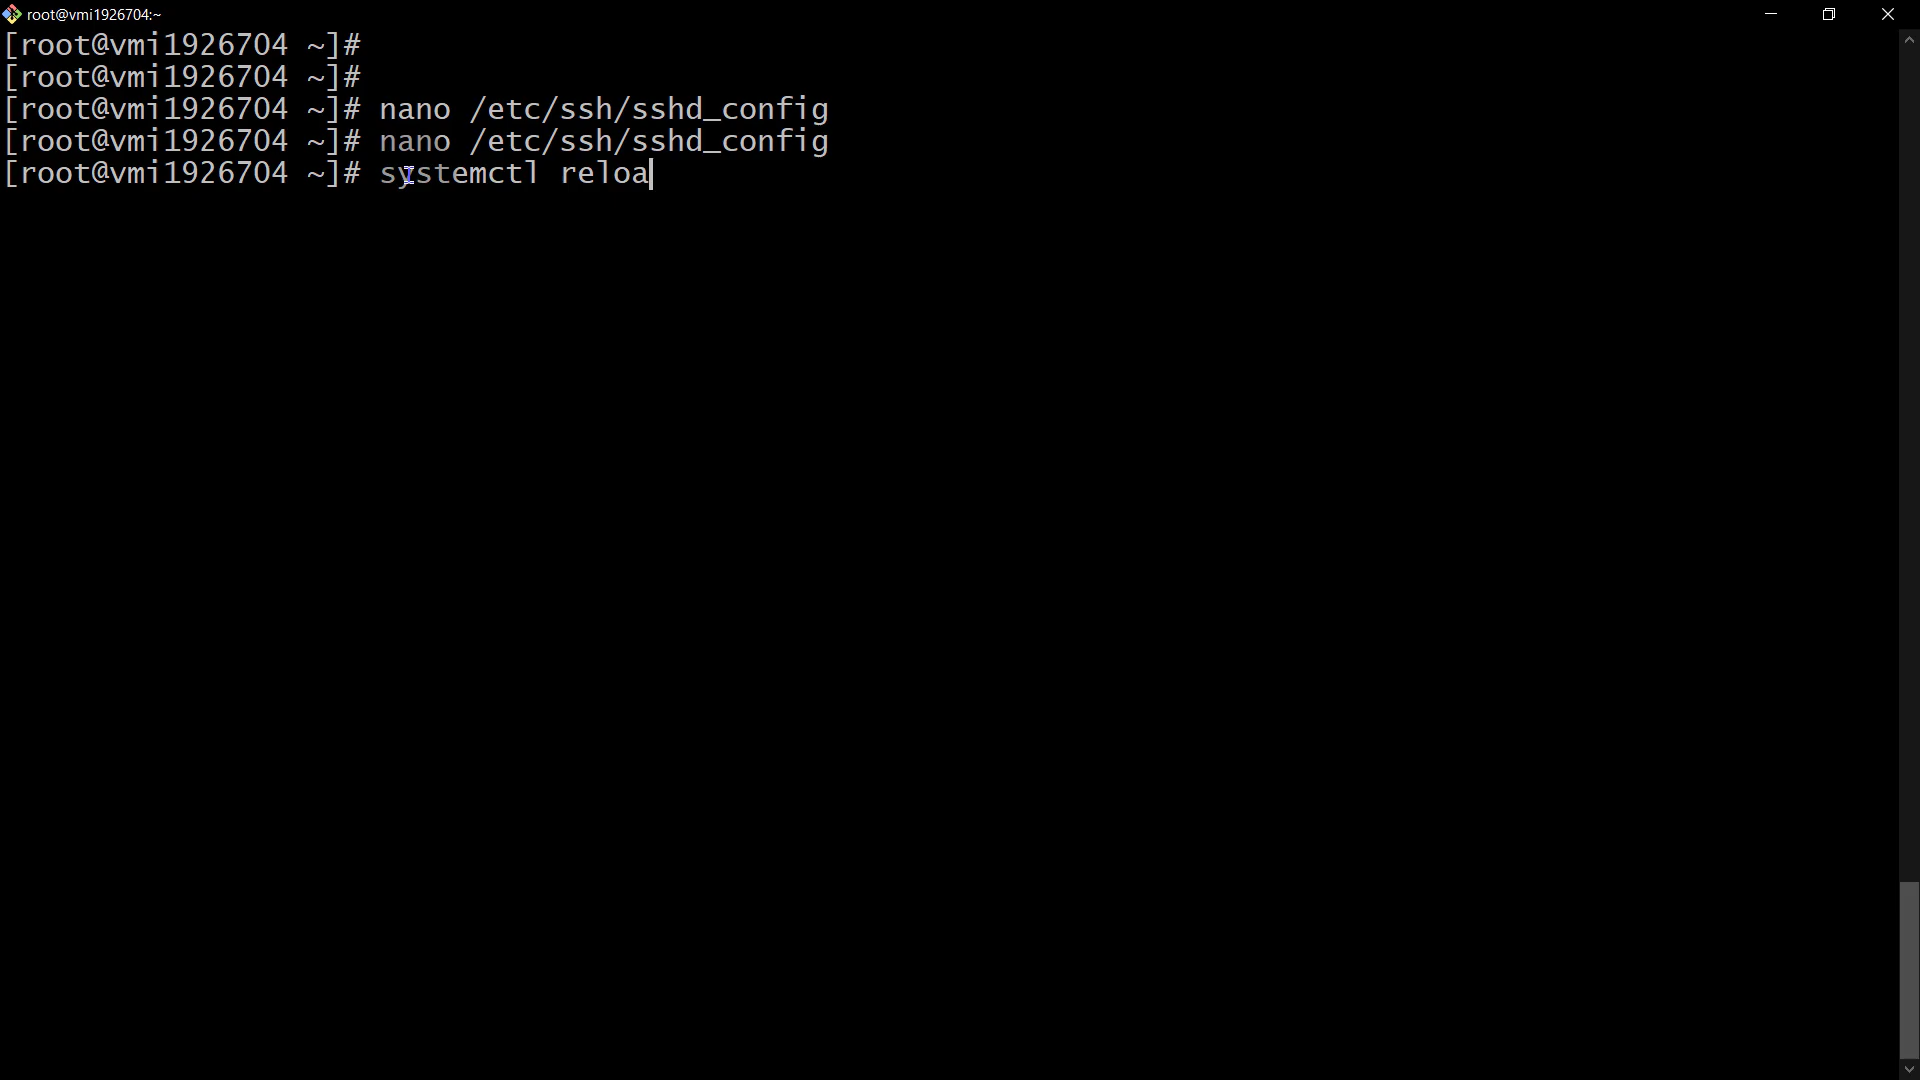 root@vmi1926704:~
[root@vmi1926704 ~]#
[root@vmi1926704 ~]#
[root@vmi1926704 ~]# nano /etc/ssh/sshd_config
[root@vmi1926704 ~]# nano /etc/ssh/sshd_config
[root@vmi1926704 ~]# systemctl reloa